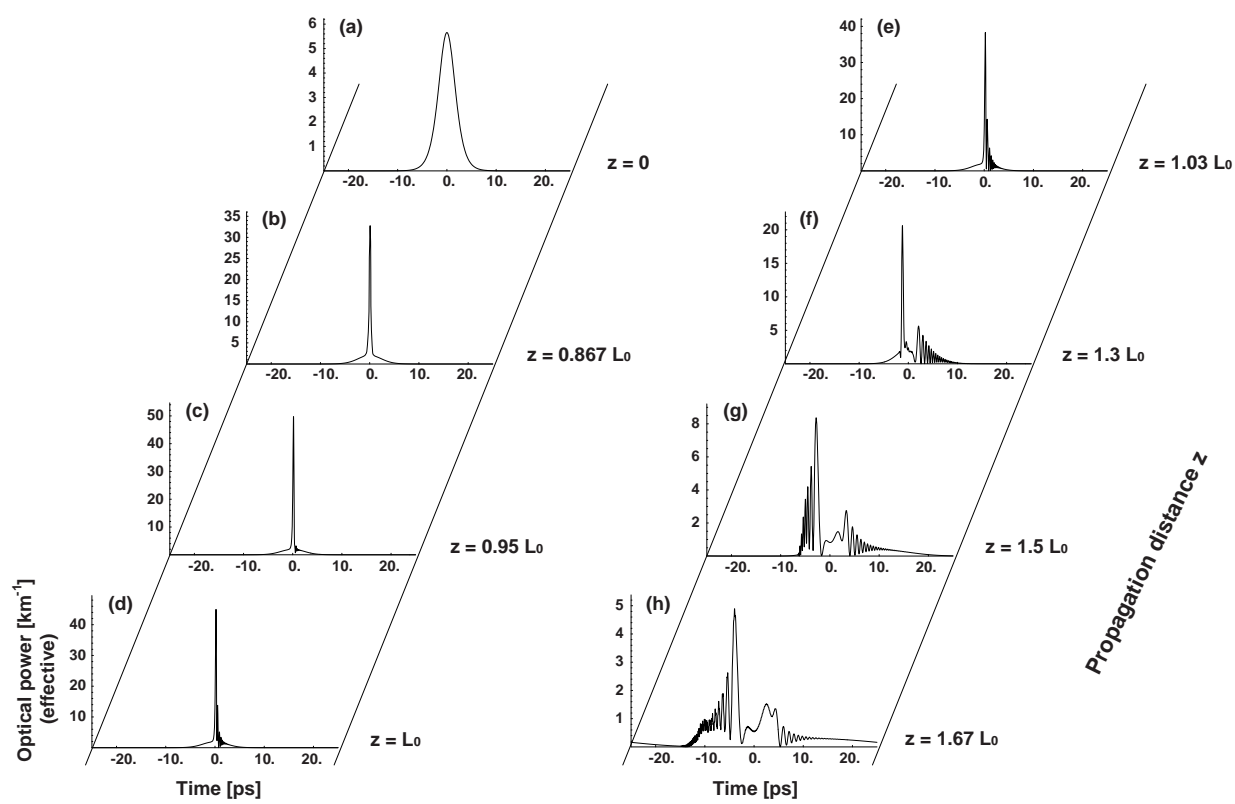 (a)
6
5
4
3
2
1
-20. -10. 0. 10. 20.
z = 0
(b)
35
30
25
20
15
10
5
-20. -10. 0. 10. 20.
z = 0.867 L0
(c)
50
40
30
20
10
-20. -10. 0. 10. 20.
z = 0.95 L0
(d)
40
30
20
10
-20. -10. 0. 10. 20.
z = L0
Optical power [km-1]
(effective)
Time [ps]
(e)
40
30
20
10
-20. -10. 0. 10. 20.
z = 1.03 L0
(f)
20
15
10
5
-20. -10. 0. 10. 20.
z = 1.3 L0
(g)
8
6
4
2
-20. -10. 0. 10. 20.
z = 1.5 L0
(h)
5
4
3
2
1
-20. -10. 0. 10. 20.
z = 1.67 L0
Time [ps]
Propagation distance z